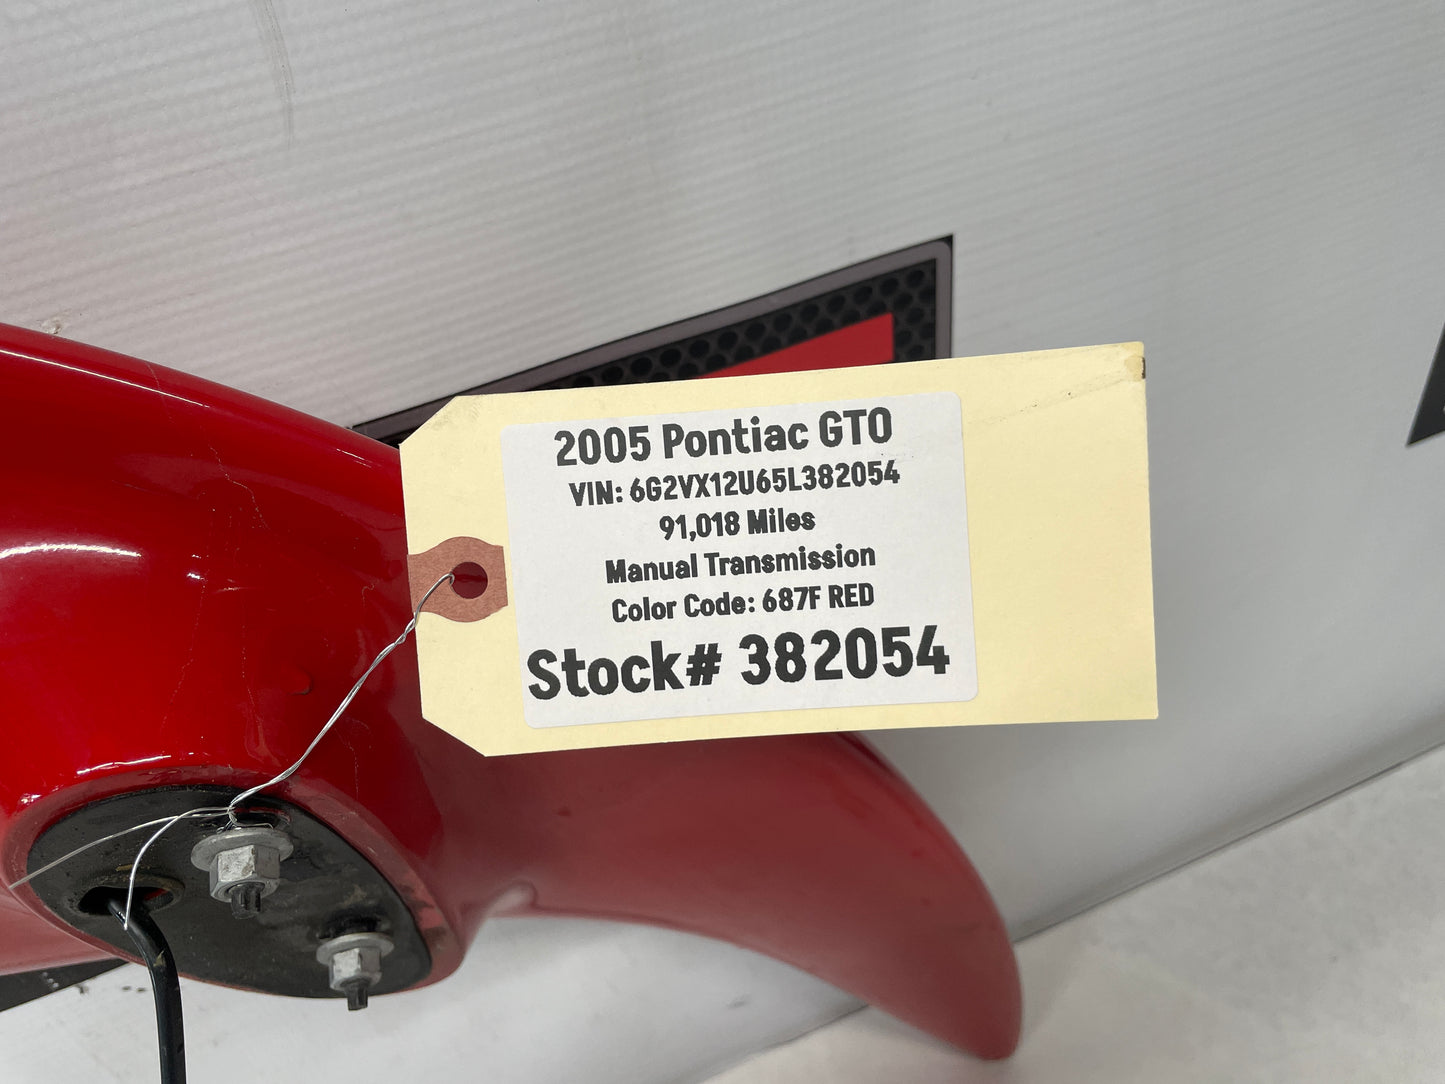 2005 Pontiac GTO
VIN: 6G2VX12U65L382054
91,018 Miles
Manual Transmission
Color Code: 687F RED
Stock# 382054